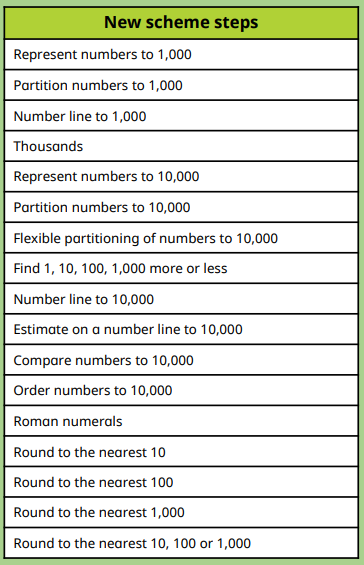 New scheme steps
Represent numbers to 1,000
Partition numbers to 1,000
Number line to 1,000
Thousands
Represent numbers to 10,000
Partition numbers to 10,000
Flexible partitioning of numbers to 10,000
Find 1, 10, 100, 1,000 more or less
Number line to 10,000
Estimate on a number line to 10,000
Compare numbers to 10,000
Order numbers to 10,000
Roman numerals
Round to the nearest 10
Round to the nearest 100
Round to the nearest 1,000
Round to the nearest 10, 100 or 1,000